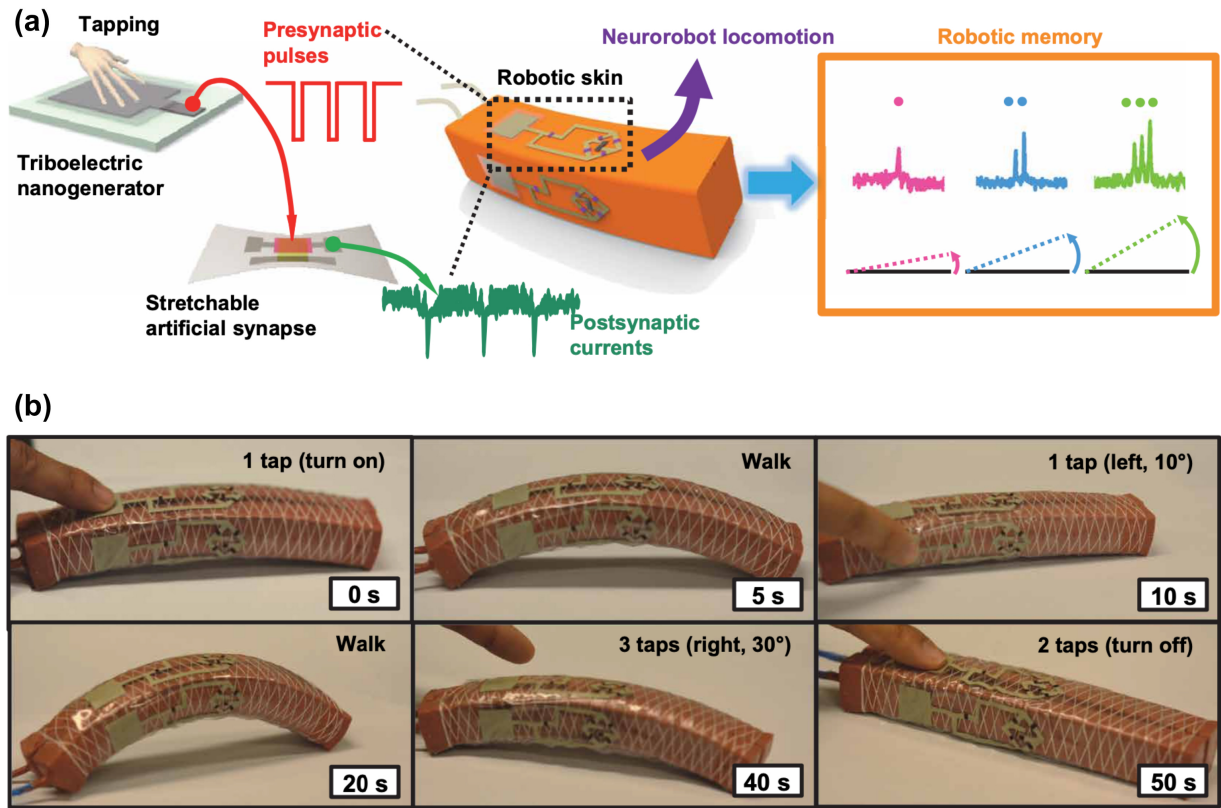 (a)
Tapping
Triboelectric
nanogenerator
Presynaptic
pulses
Robotic skin
Neurorobot locomotion
Robotic memory
Stretchable
artificial synapse
Postsynaptic
currents
(b)
1 tap (turn on)
0 s
Walk
5 s
1 tap (left, 10°)
10 s
Walk
20 s
3 taps (right, 30°)
40 s
2 taps (turn off)
50 s